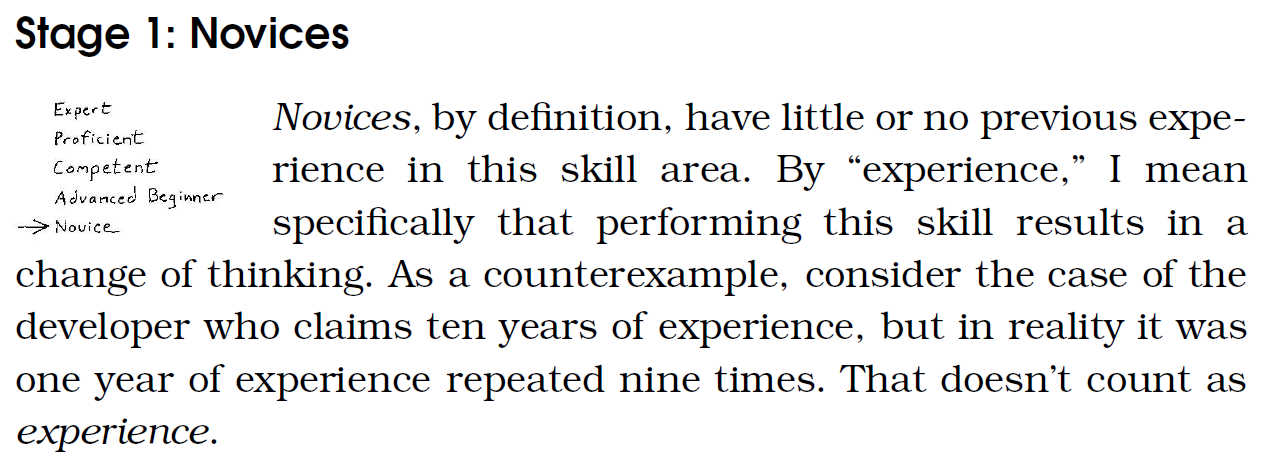 Stage 1: Novices
Expert
Proficient
Competent
Advanced Beginner
→ Novice
Novices, by definition, have little or no previous expe-
rience in this skill area. By “experience,” I mean
specifically that performing this skill results in a
change of thinking. As a counterexample, consider the case of the
developer who claims ten years of experience, but in reality it was
one year of experience repeated nine times. That doesn’t count as
experience.